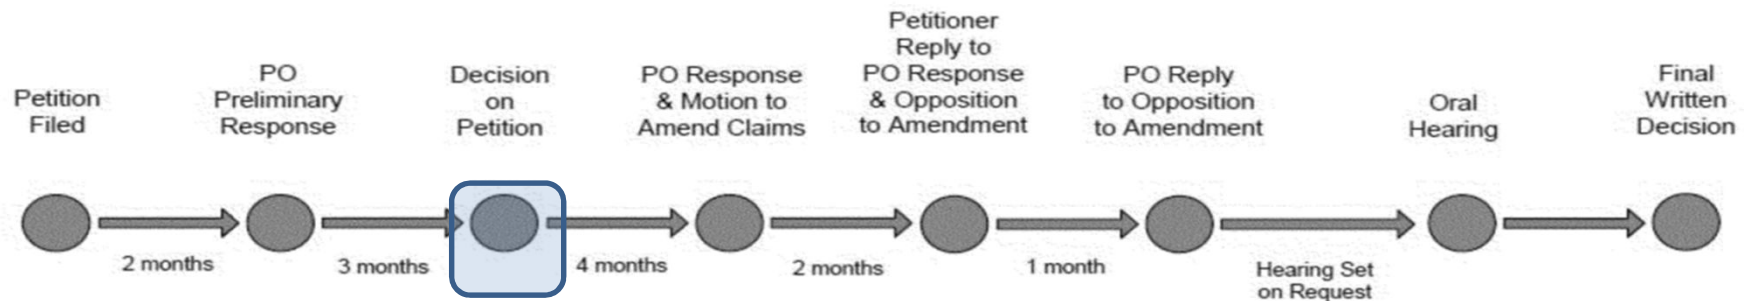 Petition
Filed
PO
Preliminary
Response
Decision
on
Petition
PO Response
& Motion to
Amend Claims
Petitioner
Reply to
PO Response
& Opposition
to Amendment
PO Reply
to Opposition
to Amendment
Oral
Hearing
Final
Written
Decision
2 months
3 months
4 months
2 months
1 month
Hearing Set
on Request